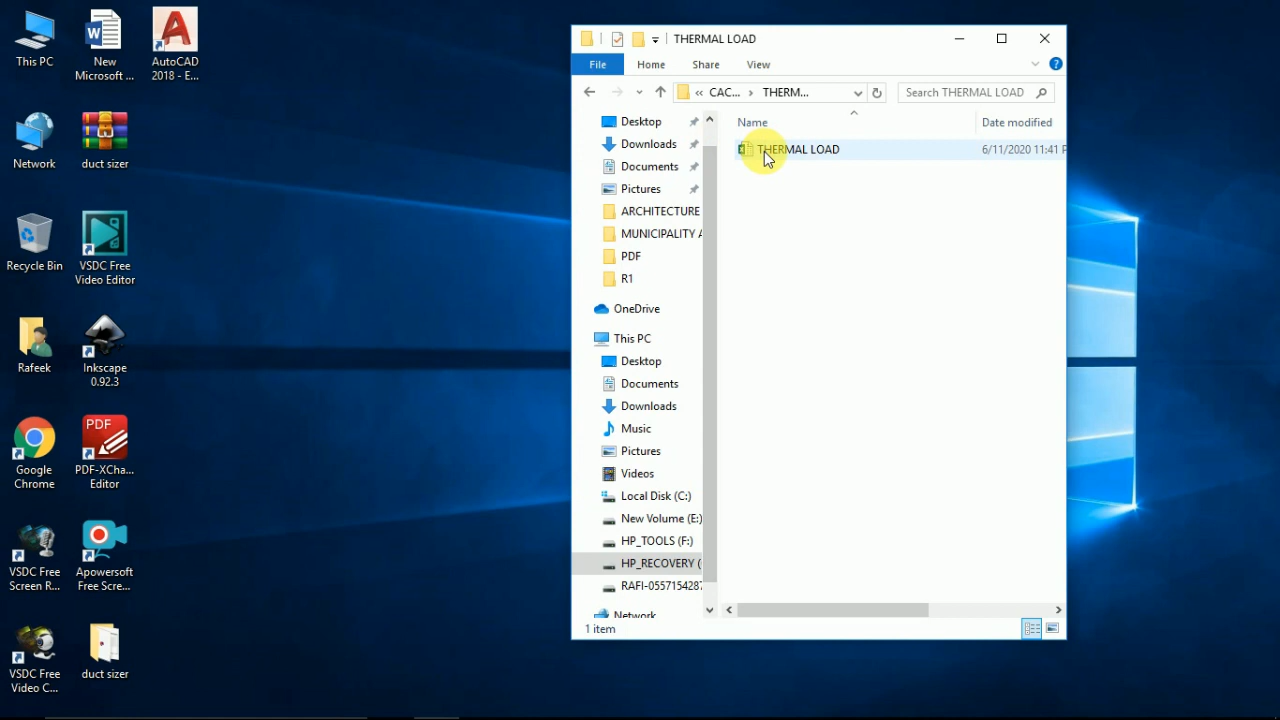 This PC
New
Microsoft ...
AutoCAD
2018 - E...
Network
duct sizer
Recycle Bin
VSDC Free
Video Editor
Rafeek
Inkscape
0.92.3
Google
Chrome
PDF
PDF-XCha...
Editor
VSDC Free
Screen R...
Apowersoft
Free Scre...
VSDC Free
Video C...
duct sizer
THERMAL LOAD
File Home Share View
« CAC... › THERM...
Search THERMAL LOAD
Name Date modified
THERMAL LOAD 6/11/2020 11:41 P
Desktop
Downloads
Documents
Pictures
ARCHITECTURE
MUNICIPALITY A
PDF
R1
OneDrive
This PC
Desktop
Documents
Downloads
Music
Pictures
Videos
Local Disk (C:)
New Volume (E:)
HP_TOOLS (F:)
HP_RECOVERY (
RAFI-0557154287
Network
1 item